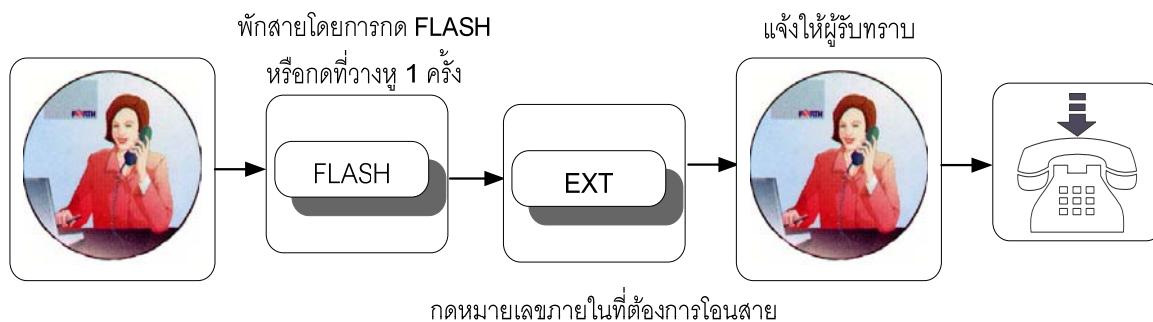 พักสายโดยการกด FLASH
หรือกดที่วางหู 1 ครั้ง
แจ้งให้ผู้รับทราบ
FORTH
FLASH
EXT
FORTH
กดหมายเลขภายในที่ต้องการโอนสาย